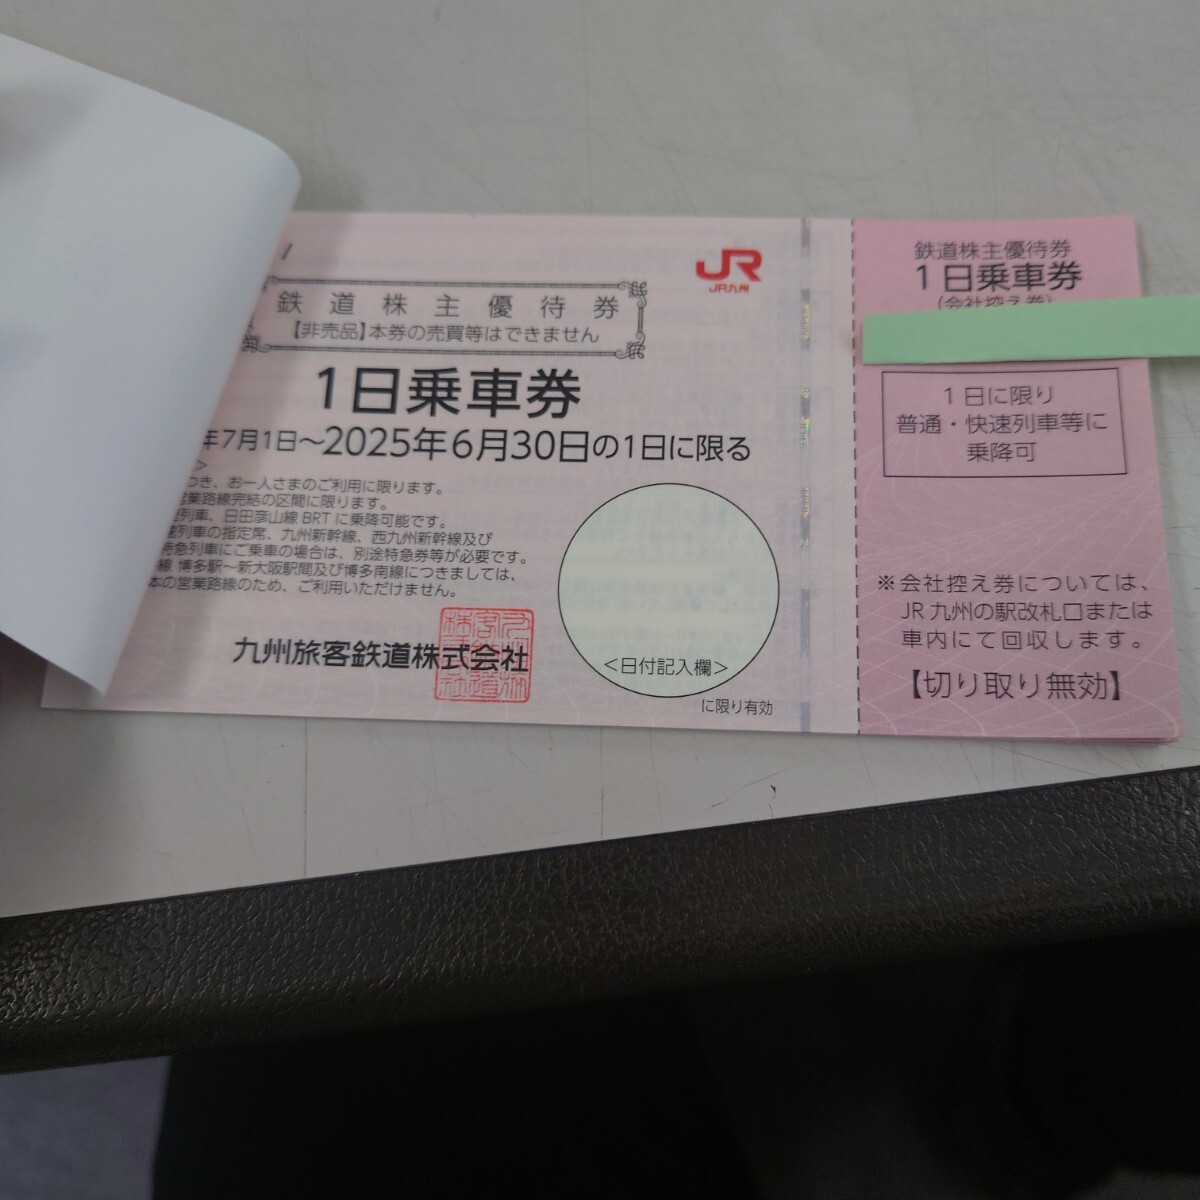 JR
JR九州
鉄道株主優待券
【非売品】本券の売買等はできません
1日乗車券
年7月1日～2025年6月30日の1日に限る
>
つき、お一人さまのご利用に限ります。
営業路線完結の区間に限ります。
列車、日田彦山線BRTに乗降可能です。
列車の指定席、九州新幹線、西九州新幹線及び
特急列車にご乗車の場合は、別途特急券等が必要です。
線 博多駅～新大阪駅間及び博多南線につきましては、
本の営業路線のため、ご利用いただけません。
九州旅客鉄道株式会社
<日付記入欄>
に限り有効
鉄道株主優待券
1日乗車券
(会社控え券)
1日に限り
普通・快速列車等に
乗降可
※会社控え券については、
JR九州の駅改札口または
車内にて回収します。
【切り取り無効】